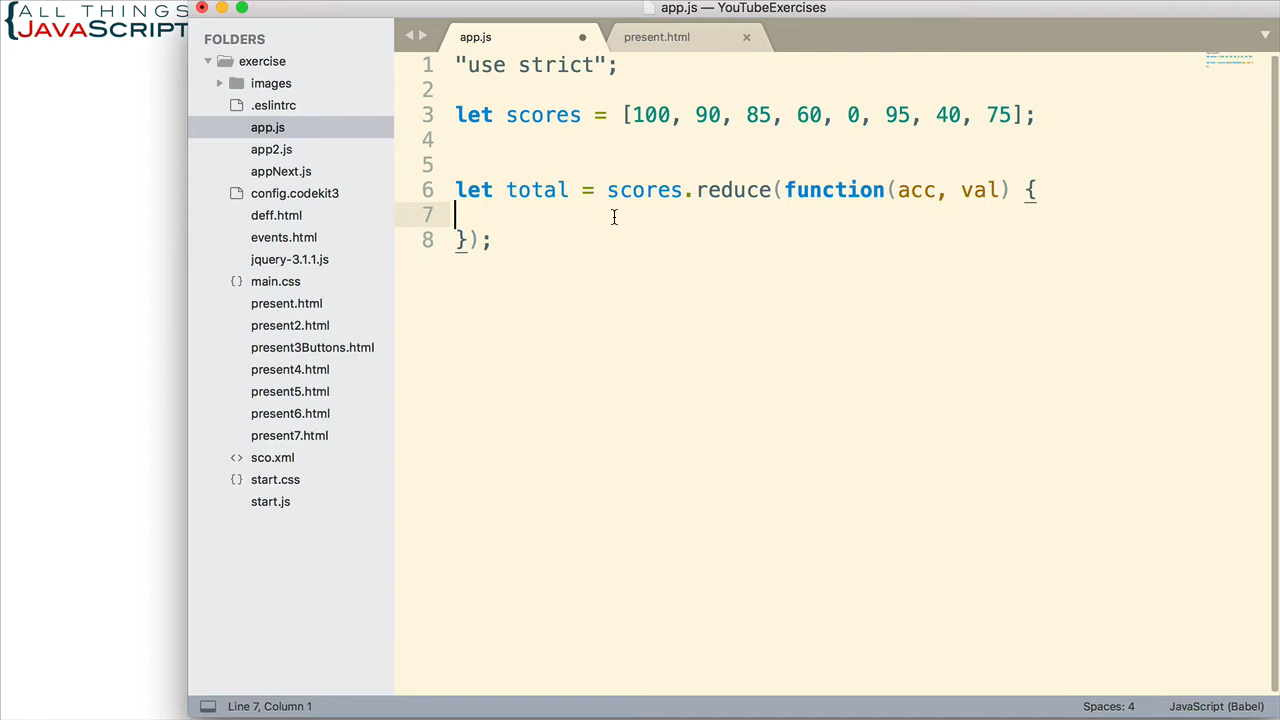 {ALL THINGS
JAVASCRIPT
app.js — YouTubeExercises
FOLDERS
exercise
images
.eslintrc
app.js
app2.js
appNext.js
config.codekit3
deff.html
events.html
jquery-3.1.1.js
{} main.css
present.html
present2.html
present3Buttons.html
present4.html
present5.html
present6.html
present7.html
<> sco.xml
{} start.css
start.js
app.js
present.html ×
1 "use strict";
2
3 let scores = [100, 90, 85, 60, 0, 95, 40, 75];
4
5
6 let total = scores.reduce(function(acc, val) {
7
8 });
Line 7, Column 1
Spaces: 4
JavaScript (Babel)